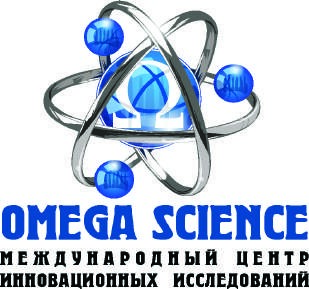 Ω
OMEGA SCIENCE
МЕЖДУНАРОДНЫЙ ЦЕНТР
ИННОВАЦИОННЫХ ИССЛЕДОВАНИЙ